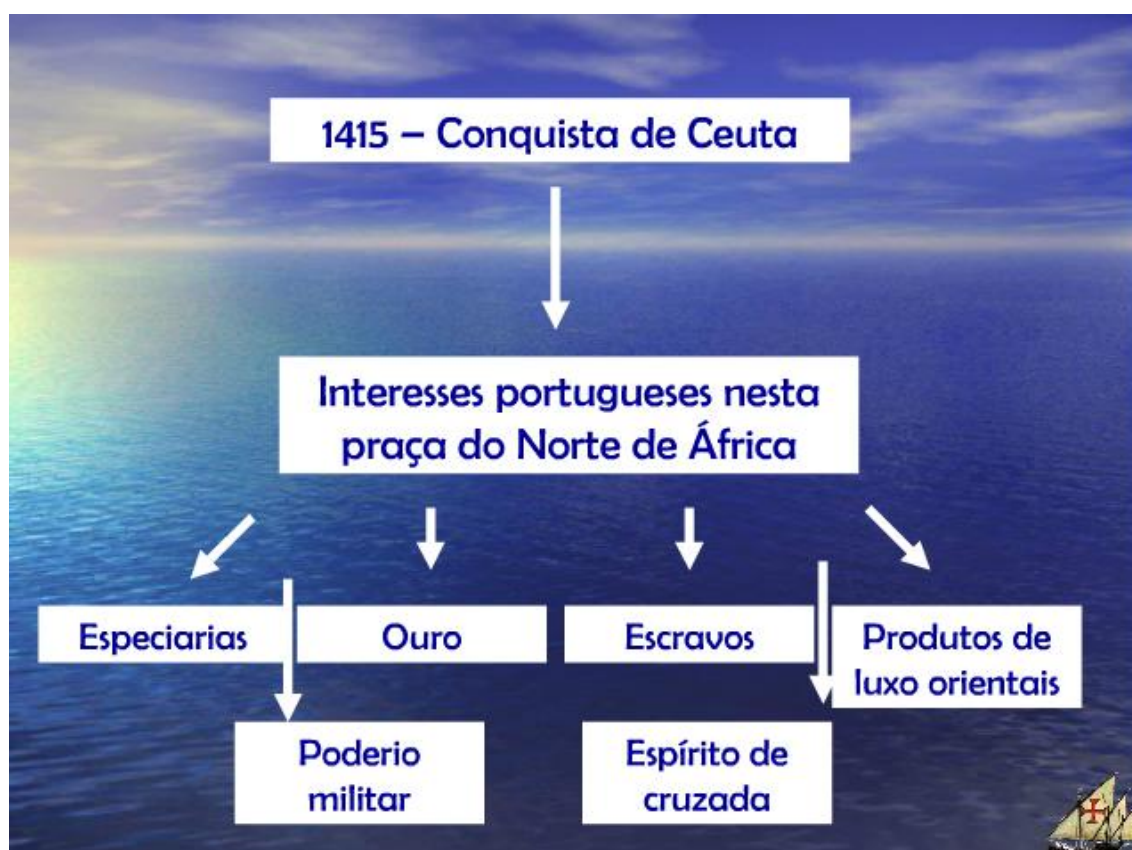 1415 – Conquista de Ceuta
Interesses portugueses nesta
praça do Norte de África
Especiarias
Ouro
Escravos
Produtos de
luxo orientais
Poderio
militar
Espírito de
cruzada